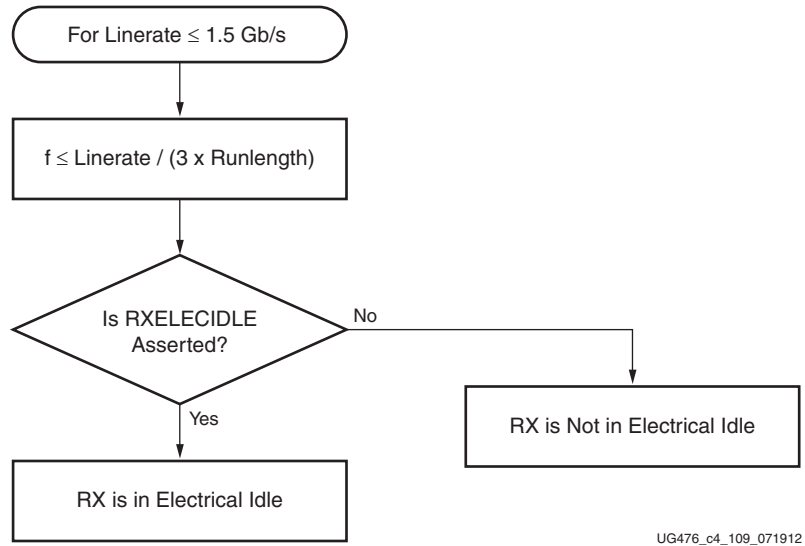 For Linerate ≤ 1.5 Gb/s
f ≤ Linerate / (3 x Runlength)
Is RXELECIDLE
Asserted?
No
Yes
RX is Not in Electrical Idle
RX is in Electrical Idle
UG476_c4_109_071912